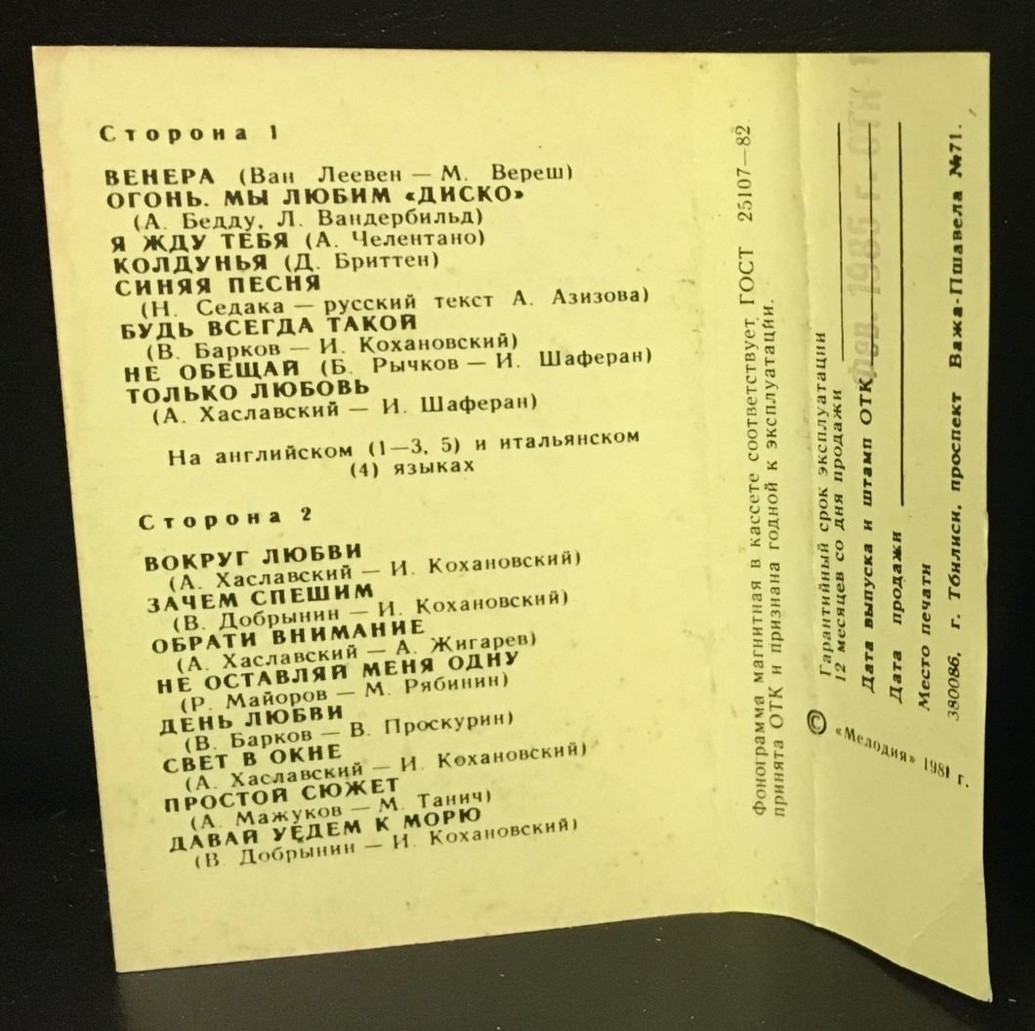 Сторона 1
ВЕНЕРА (Ван Леевен — М. Вереш)
ОГОНЬ. МЫ ЛЮБИМ «ДИСКО»
(А. Бедду, Л. Вандербильд)
Я ЖДУ ТЕБЯ (А. Челентано)
КОЛДУНЬЯ (Д. Бриттен)
СИНЯЯ ПЕСНЯ
(Н. Седака — русский текст А. Азизова)
БУДЬ ВСЕГДА ТАКОЙ
(В. Барков — И. Кохановский)
НЕ ОБЕЩАЙ (Б. Рычков — И. Шаферан)
ТОЛЬКО ЛЮБОВЬ
(А. Хаславский — И. Шаферан)
На английском (1—3, 5) и итальянском
(4) языках
Сторона 2
ВОКРУГ ЛЮБВИ
(А. Хаславский — И. Кохановский)
ЗАЧЕМ СПЕШИМ
(В. Добрынин — И. Кохановский)
ОБРАТИ ВНИМАНИЕ
(А. Хаславский — А. Жигарев)
НЕ ОСТАВЛЯЙ МЕНЯ ОДНУ
(Р. Майоров — М. Рябинин)
ДЕНЬ ЛЮБВИ
(В. Барков — В. Проскурин)
СВЕТ В ОКНЕ
(А. Хаславский — И. Кохановский)
ПРОСТОЙ СЮЖЕТ
(А. Мажуков — М. Танич)
ДАВАЙ УЕДЕМ К МОРЮ
(В. Добрынин — И. Кохановский)
Фонограмма магнитная в кассете соответствует ГОСТ 25107—82
принята ОТК и признана годной к эксплуатации.
Гарантийный срок эксплуатации
12 месяцев со дня продажи
Дата выпуска и штамп ОТК
Дата продажи
Место печати
380086, г. Тбилиси, проспект Важа-Пшавела №71.
© «Мелодия» 1981 г.